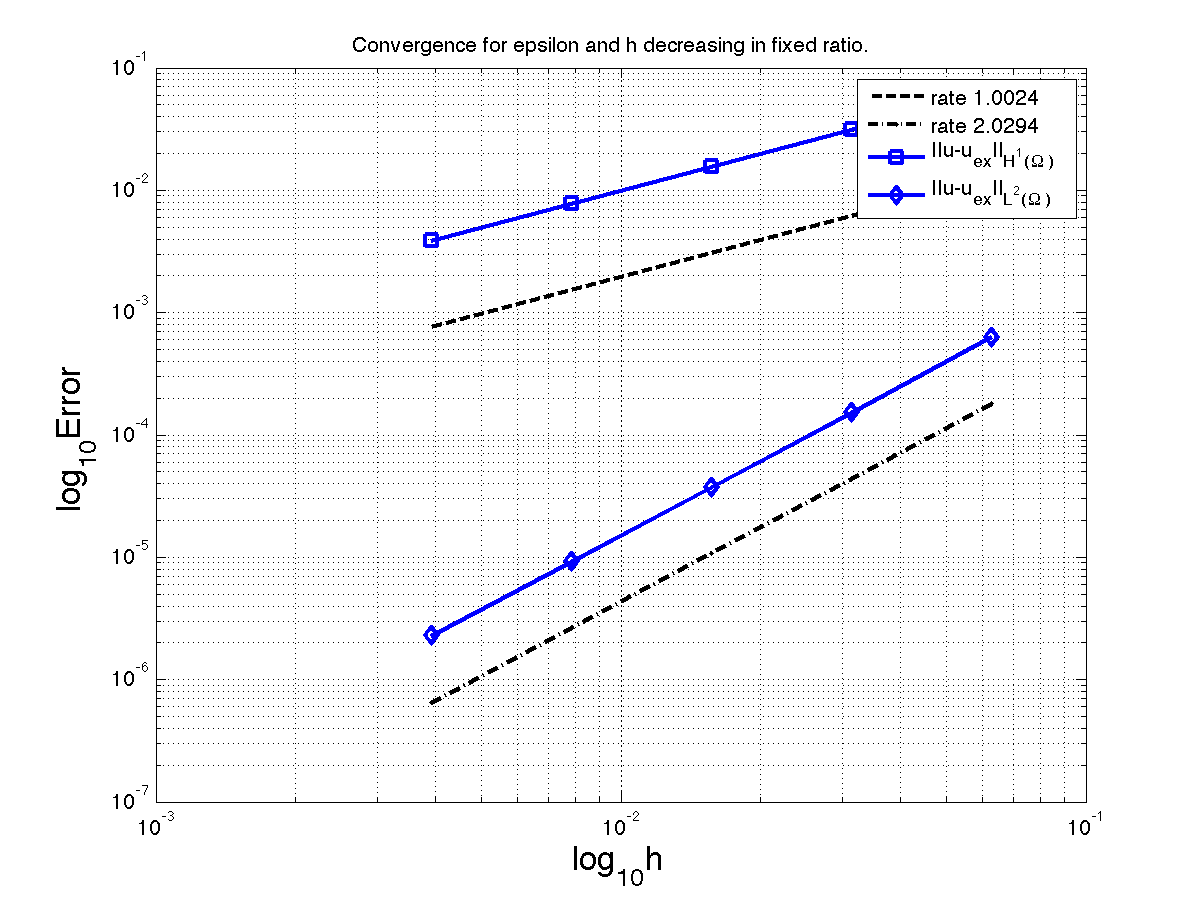 Convergence for epsilon and h decreasing in fixed ratio.
10^-1
rate 1.0024
rate 2.0294
||u-u_ex||_H^1(Ω)
||u-u_ex||_L^2(Ω)
10^-2
10^-3
10^-4
10^-5
10^-6
10^-7
log_10Error
10^-3
10^-2
10^-1
log_10h